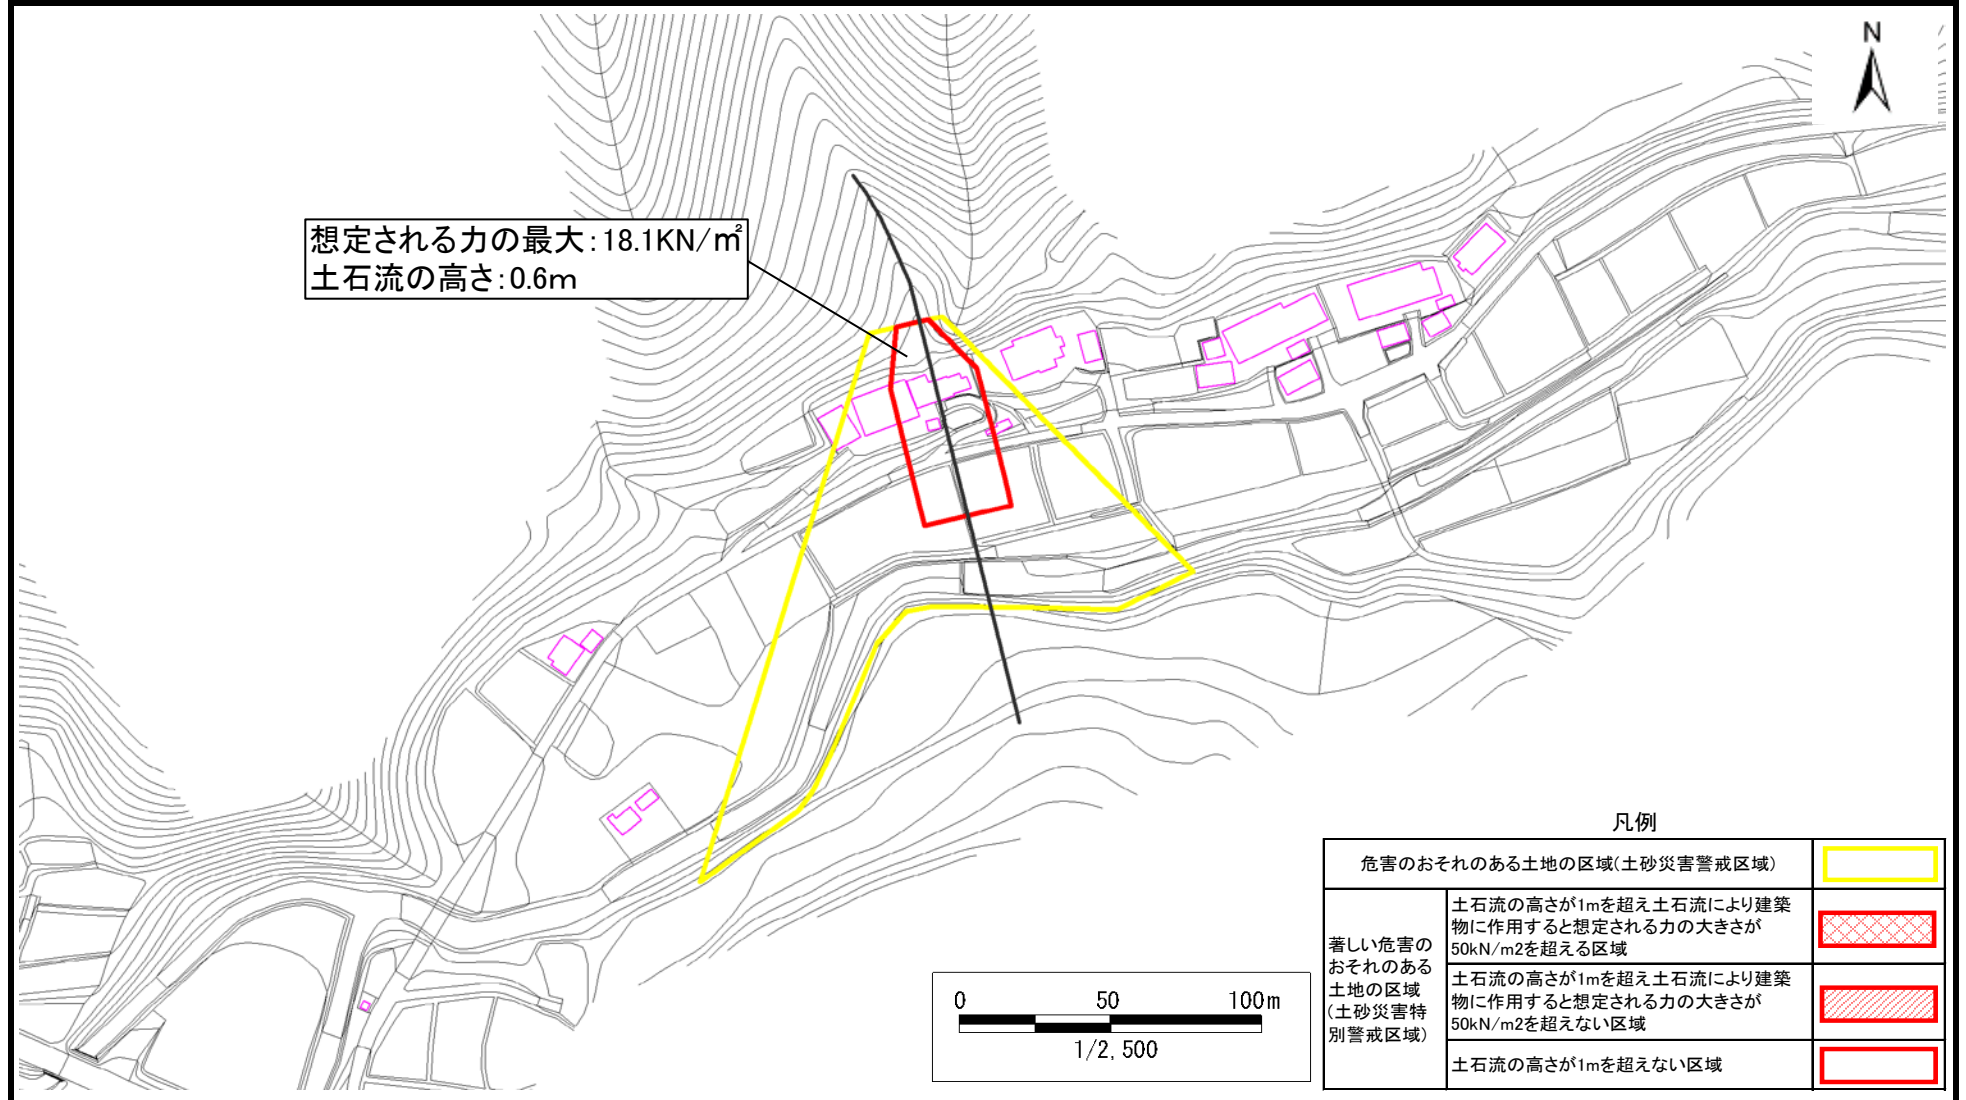 N
想定される力の最大:18.1KN/㎡
土石流の高さ:0.6m
凡例
危害のおそれのある土地の区域(土砂災害警戒区域)
著しい危害の
おそれのある
土地の区域
(土砂災害特
別警戒区域)
土石流の高さが1mを超え土石流により建築
物に作用すると想定される力の大きさが
50kN/m2を超える区域
土石流の高さが1mを超え土石流により建築
物に作用すると想定される力の大きさが
50kN/m2を超えない区域
土石流の高さが1mを超えない区域
0 50 100m
1/2,500